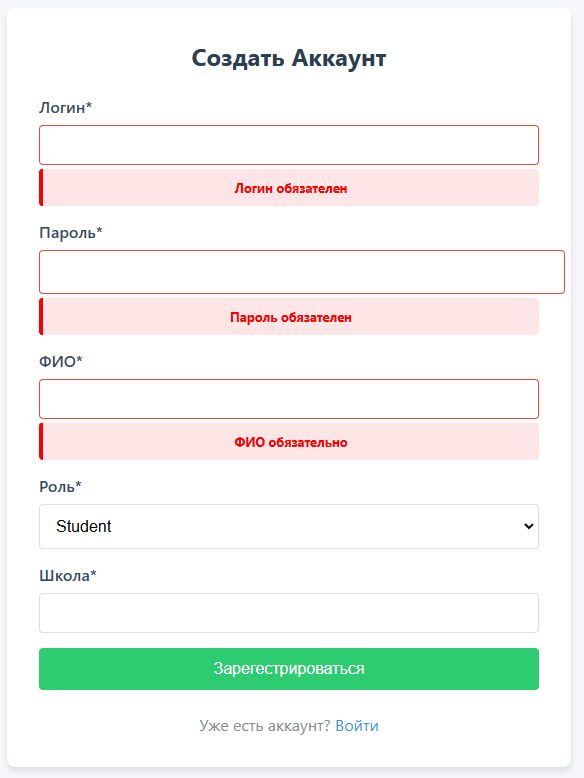 Создать Аккаунт
Логин*
Логин обязателен
Пароль*
Пароль обязателен
ФИО*
ФИО обязательно
Роль*
Student
Школа*
Зарегестрироваться
Уже есть аккаунт? Войти